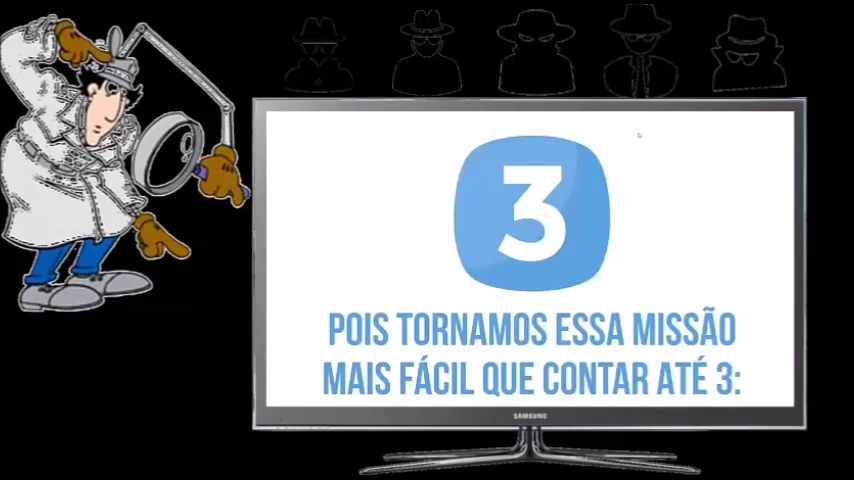 3
POIS TORNAMOS ESSA MISSÃO
MAIS FÁCIL QUE CONTAR ATÉ 3:
SAMSUNG